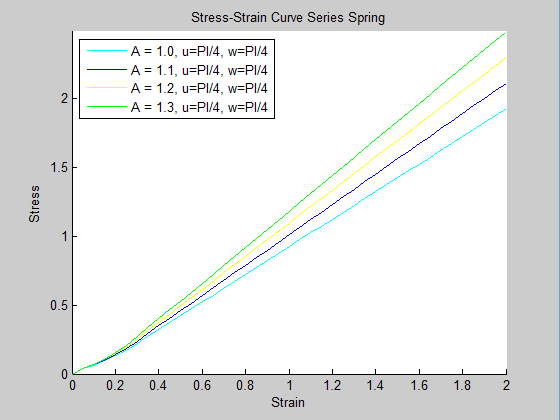 Stress-Strain Curve Series Spring
A = 1.0, u=PI/4, w=PI/4
A = 1.1, u=PI/4, w=PI/4
A = 1.2, u=PI/4, w=PI/4
A = 1.3, u=PI/4, w=PI/4
2
1.5
1
0.5
0
Stress
0 0.2 0.4 0.6 0.8 1 1.2 1.4 1.6 1.8 2
Strain